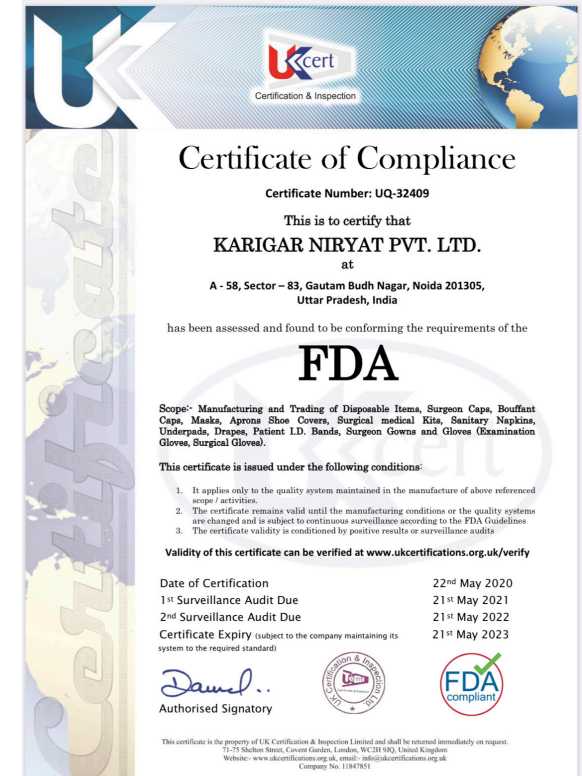 UK cert
Certification & Inspection
Certificate of Compliance
Certificate Number: UQ-32409
This is to certify that
KARIGAR NIRYAT PVT. LTD.
at
A - 58, Sector – 83, Gautam Budh Nagar, Noida 201305,
Uttar Pradesh, India
has been assessed and found to be conforming the requirements of the
FDA
Scope:- Manufacturing and Trading of Disposable Items, Surgeon Caps, Bouffant
Caps, Masks, Aprons Shoe Covers, Surgical medical Kits, Sanitary Napkins,
Underpads, Drapes, Patient I.D. Bands, Surgeon Gowns and Gloves (Examination
Gloves, Surgical Gloves).
This certificate is issued under the following conditions:
1. It applies only to the quality system maintained in the manufacture of above referenced
scope / activities.
2. The certificate remains valid until the manufacturing conditions or the quality systems
are changed and is subject to continuous surveillance according to the FDA Guidelines
3. The certificate validity is conditioned by positive results or surveillance audits
Validity of this certificate can be verified at www.ukcertifications.org.uk/verify
Date of Certification 22nd May 2020
1st Surveillance Audit Due 21st May 2021
2nd Surveillance Audit Due 21st May 2022
Certificate Expiry (subject to the company maintaining its 21st May 2023
system to the required standard)
Authorised Signatory
UK Certification & Inspection Ltd.
FDA
compliant
This certificate is the property of UK Certification & Inspection Limited and shall be returned immediately on request.
71-75 Shelton Street, Covent Garden, London, WC2H 9JQ, United Kingdom
Website:- www.ukcertifications.org.uk, email:- info@ukcertifications.org.uk
Company No. 11847851
Certificate